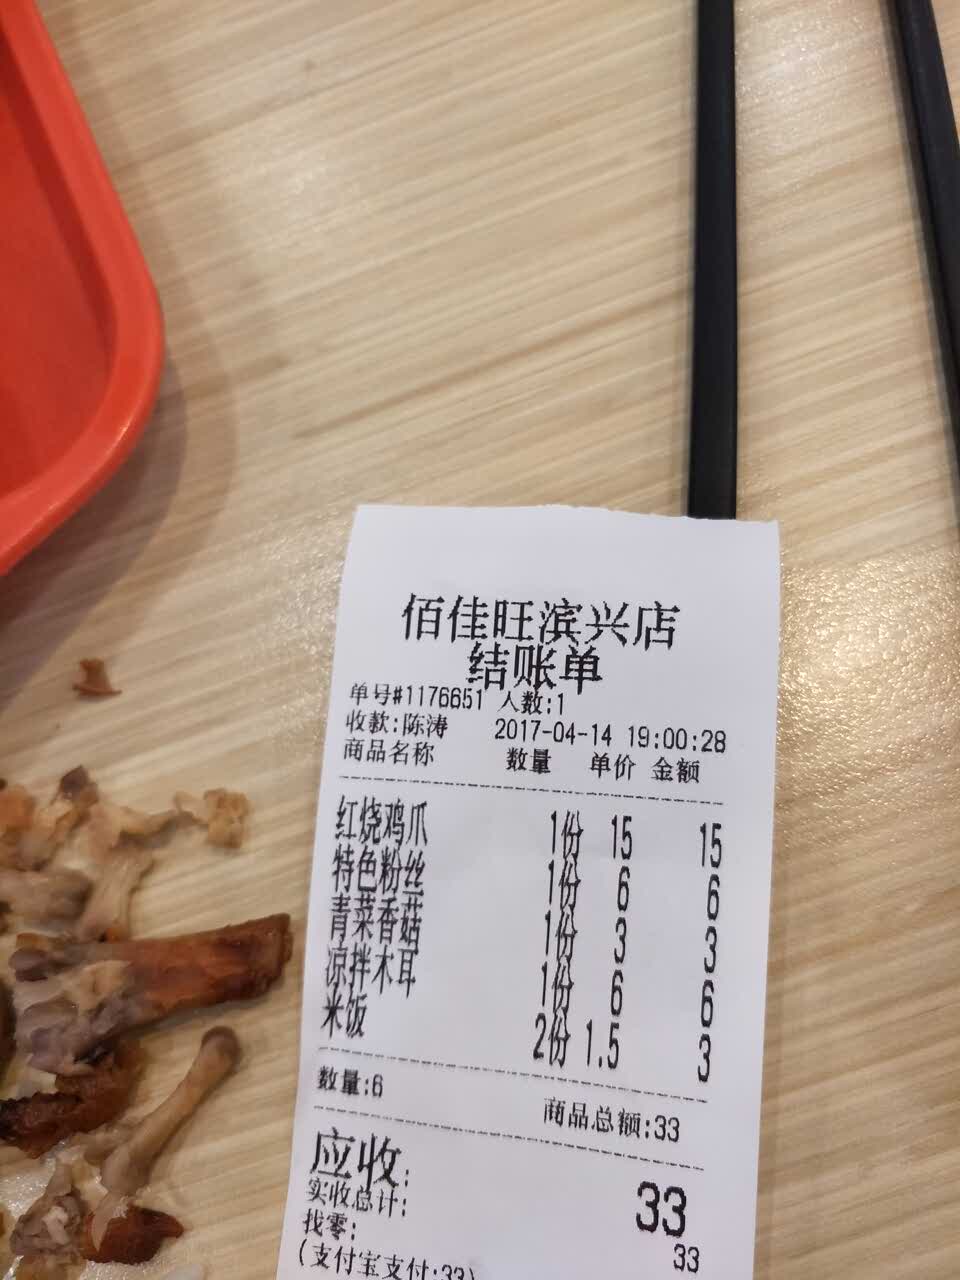 佰佳旺滨兴店
结账单
单号#1176651 人数:1
收款:陈涛 2017-04-14 19:00:28
商品名称 数量 单价 金额
红烧鸡爪 1份 15 15
特色粉丝 1份 6 6
青菜香菇 1份 3 3
凉拌木耳 1份 6 6
米饭 2份 1.5 3
数量:6 商品总额:33
应收: 33
实收总计: 33
找零:
(支付宝支付:33)